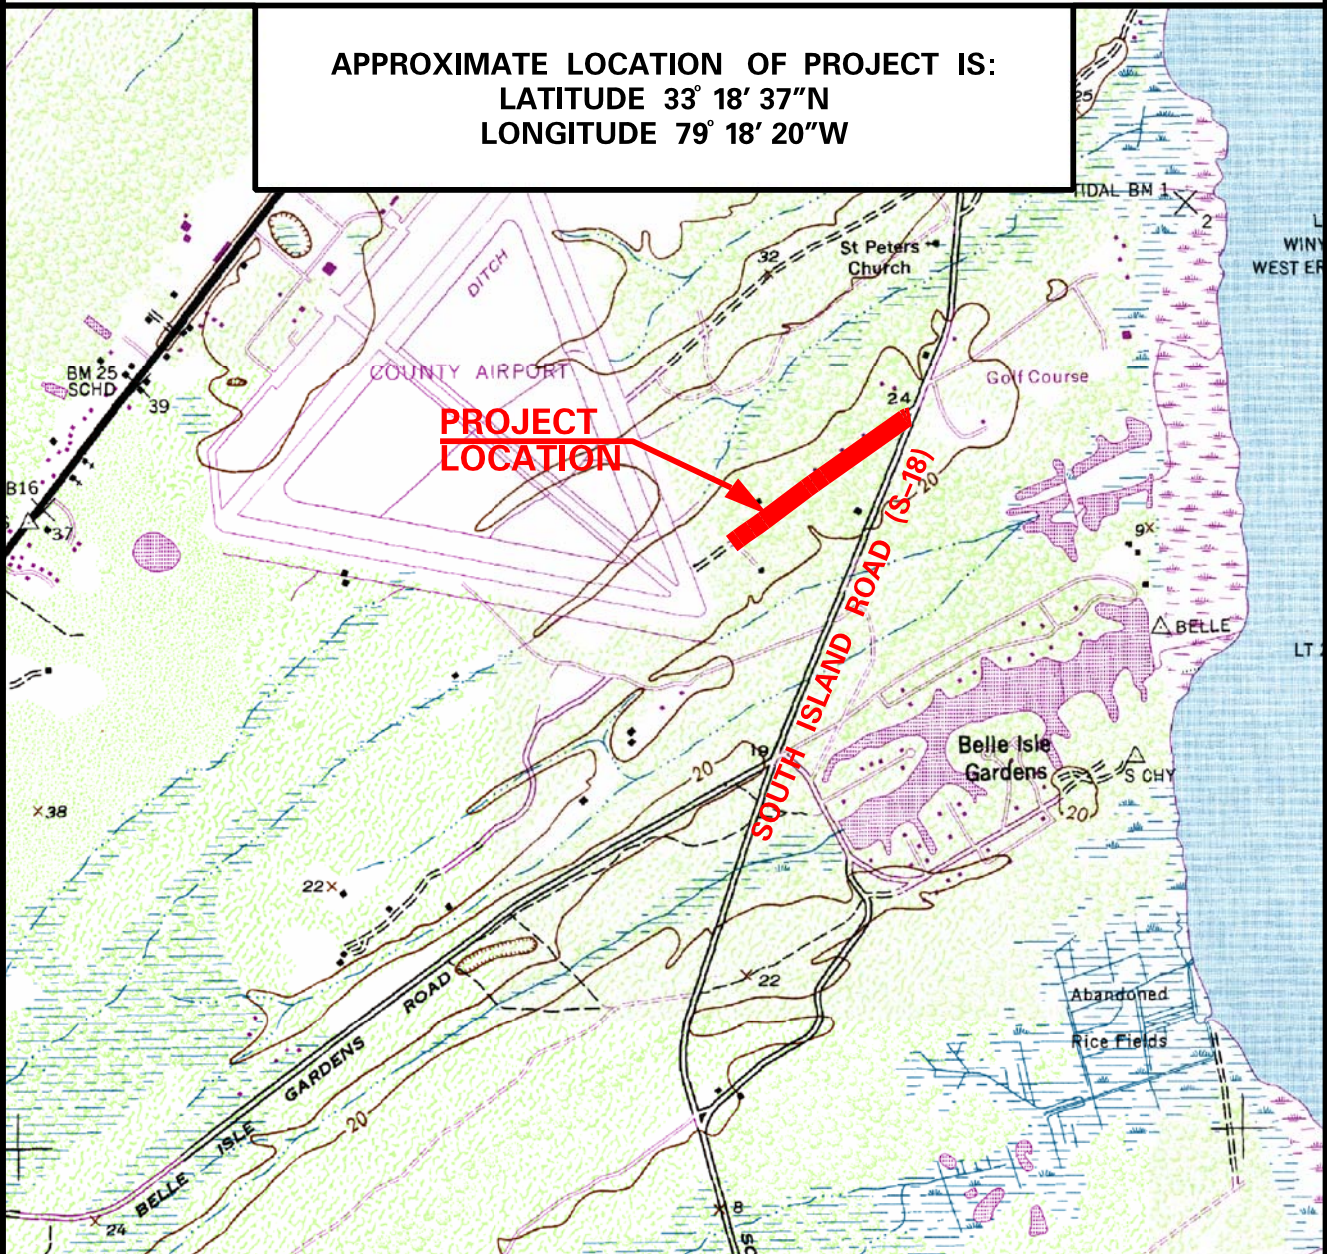 APPROXIMATE LOCATION OF PROJECT IS:
LATITUDE 33° 18' 37"N
LONGITUDE 79° 18' 20"W
25
TIDAL BM 1
2
WEST
DITCH
32
St Peters
Church
COUNTY AIRPORT
BM 25
SCHD
39
Golf Course
24
PROJECT
LOCATION
SOUTH ISLAND ROAD (S-18)
20
B16
37
9
BELLE
LT
19
20
Belle Isle
Gardens
S CHY
20
38
22
22
Abandoned
Rice Fields
BELLE ISLE GARDENS ROAD
20
24
8